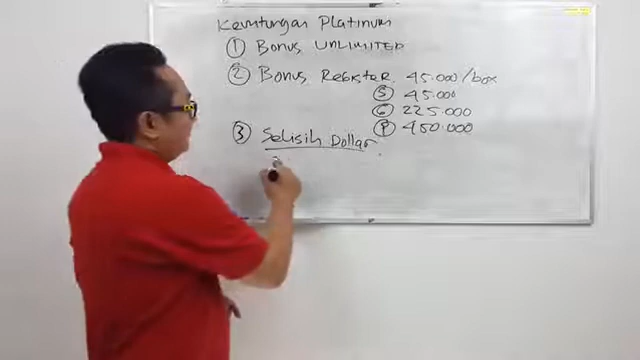 Keuntungan Platinum
① Bonus UNLIMITED
② Bonus Register 45.000/box
Ⓢ 45.000
Ⓖ 225.000
Ⓟ 450.000
③ Selisih Dollar